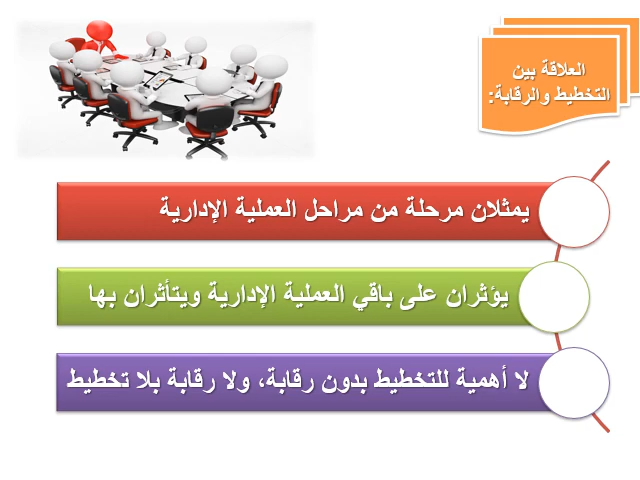 العلاقة بين
التخطيط والرقابة:
يمثلان مرحلة من مراحل العملية الإدارية
يؤثران على باقي العملية الإدارية ويتأثران بها
لا أهمية للتخطيط بدون رقابة، ولا رقابة بلا تخطيط